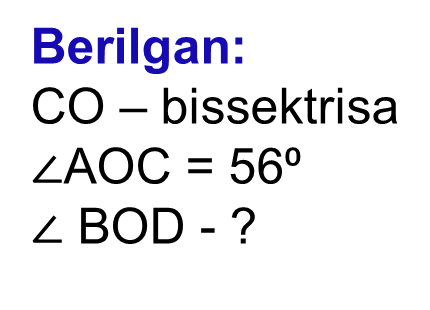 Berilgan:
CO – bissektrisa
∠AOC = 56º
∠ BOD - ?